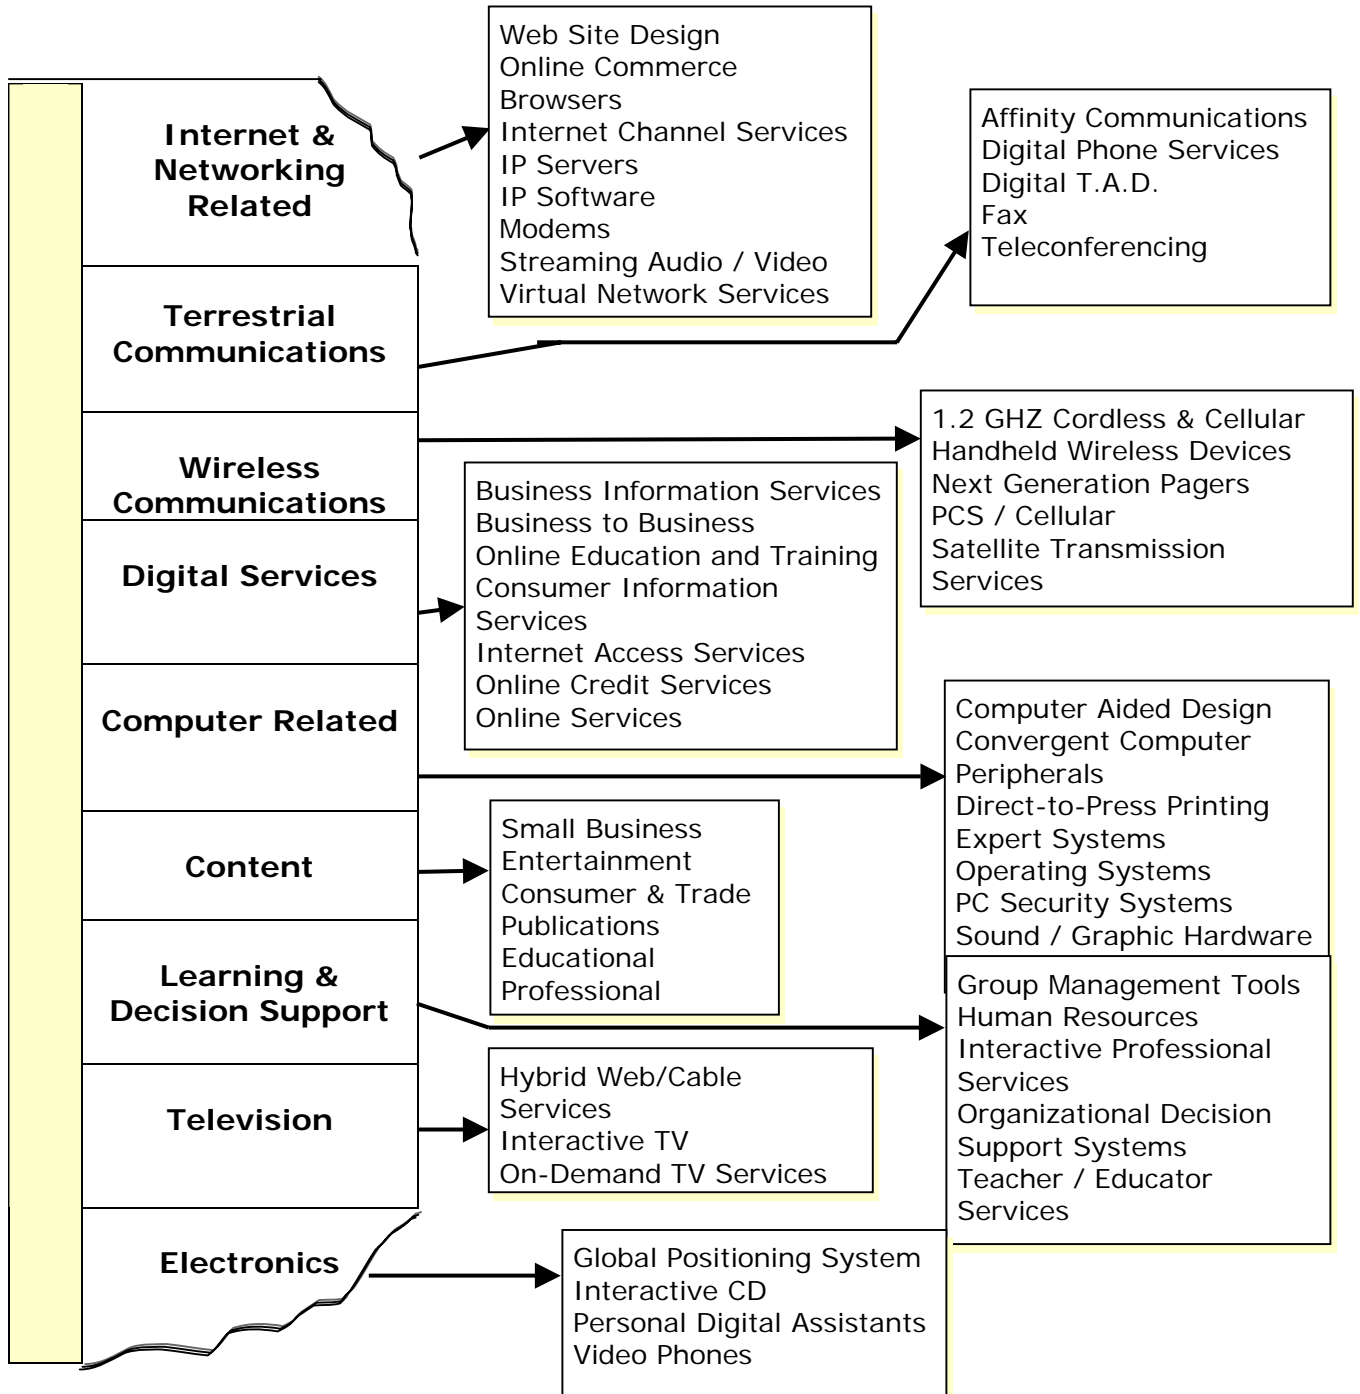 Internet &
Networking
Related
Web Site Design
Online Commerce
Browsers
Internet Channel Services
IP Servers
IP Software
Modems
Streaming Audio / Video
Virtual Network Services
Terrestrial
Communications
Affinity Communications
Digital Phone Services
Digital T.A.D.
Fax
Teleconferencing
Wireless
Communications
1.2 GHZ Cordless & Cellular
Handheld Wireless Devices
Next Generation Pagers
PCS / Cellular
Satellite Transmission
Services
Digital Services
Business Information Services
Business to Business
Online Education and Training
Consumer Information
Services
Internet Access Services
Online Credit Services
Online Services
Computer Related
Computer Aided Design
Convergent Computer
Peripherals
Direct-to-Press Printing
Expert Systems
Operating Systems
PC Security Systems
Sound / Graphic Hardware
Content
Small Business
Entertainment
Consumer & Trade
Publications
Educational
Professional
Learning &
Decision Support
Group Management Tools
Human Resources
Interactive Professional
Services
Organizational Decision
Support Systems
Teacher / Educator
Services
Television
Hybrid Web/Cable
Services
Interactive TV
On-Demand TV Services
Electronics
Global Positioning System
Interactive CD
Personal Digital Assistants
Video Phones